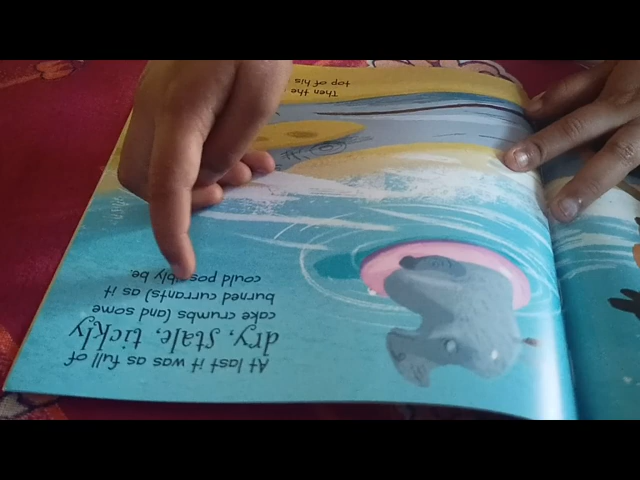 At last it was as full of
dry, stale, tickly
cake crumbs (and some
burned currants) as it
could possibly be.
Then the
top of his